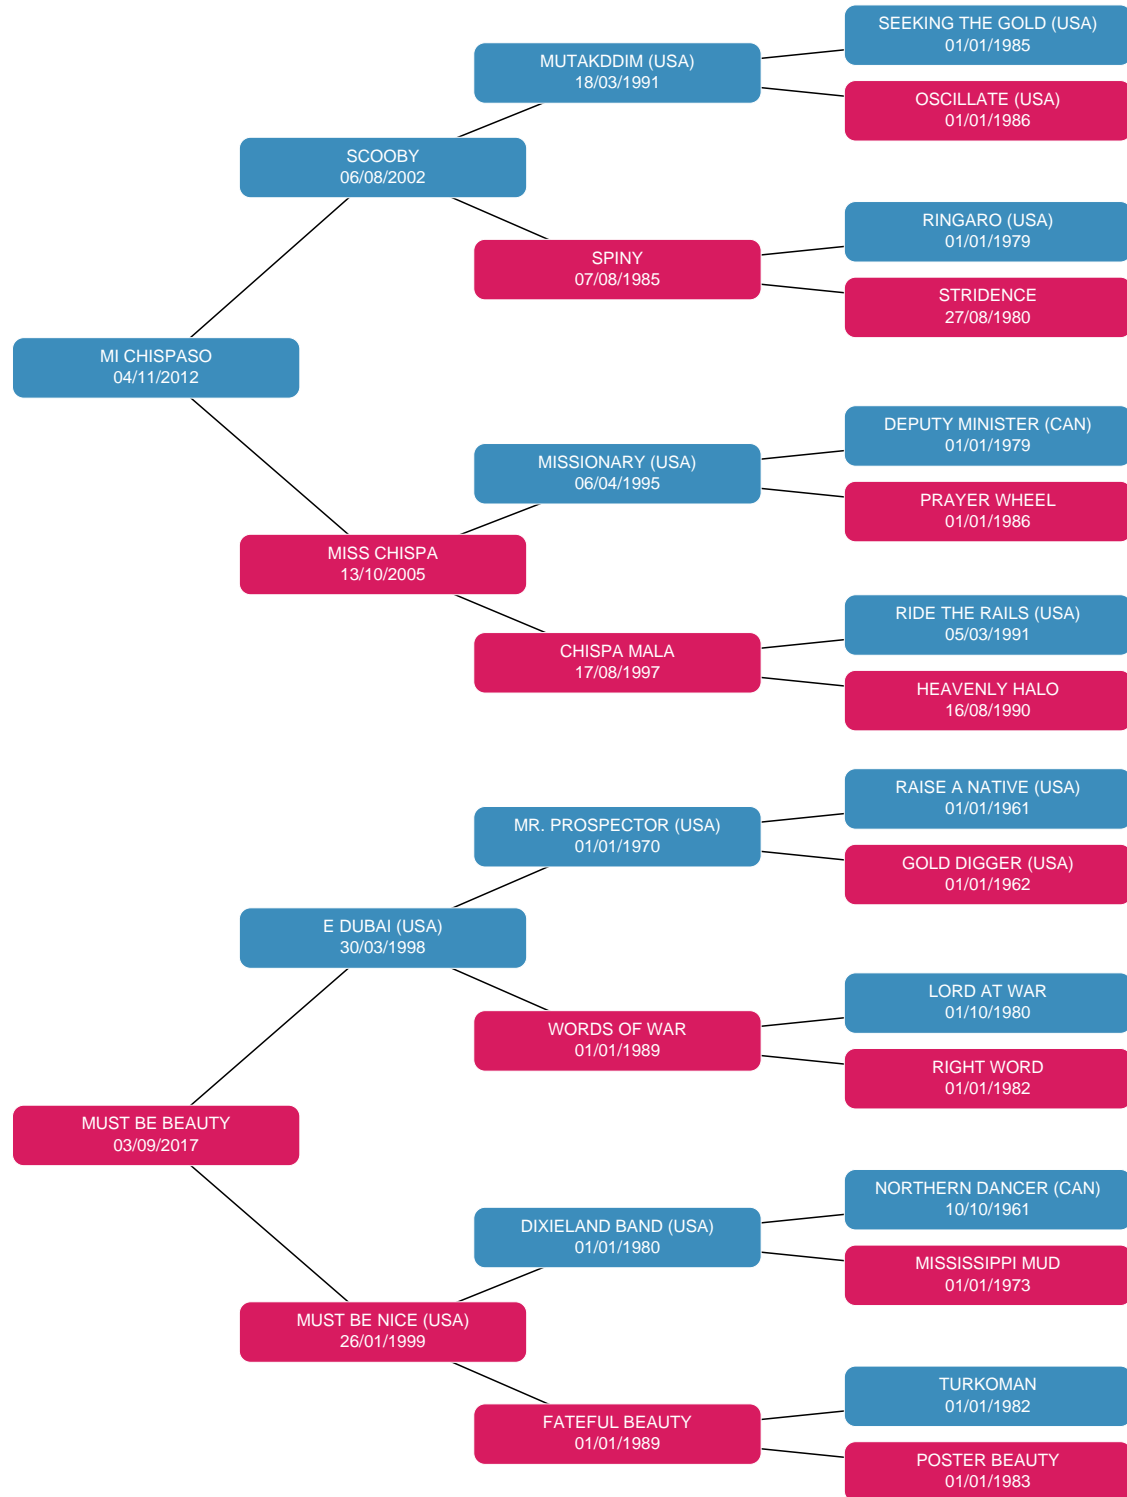 SEEKING THE GOLD (USA)
01/01/1985
MUTAKDDIM (USA)
18/03/1991
OSCILLATE (USA)
01/01/1986
SCOOBY
06/08/2002
RINGARO (USA)
01/01/1979
SPINY
07/08/1985
STRIDENCE
27/08/1980
MI CHISPASO
04/11/2012
DEPUTY MINISTER (CAN)
01/01/1979
MISSIONARY (USA)
06/04/1995
PRAYER WHEEL
01/01/1986
MISS CHISPA
13/10/2005
RIDE THE RAILS (USA)
05/03/1991
CHISPA MALA
17/08/1997
HEAVENLY HALO
16/08/1990
RAISE A NATIVE (USA)
01/01/1961
MR. PROSPECTOR (USA)
01/01/1970
GOLD DIGGER (USA)
01/01/1962
E DUBAI (USA)
30/03/1998
LORD AT WAR
01/10/1980
WORDS OF WAR
01/01/1989
RIGHT WORD
01/01/1982
MUST BE BEAUTY
03/09/2017
NORTHERN DANCER (CAN)
10/10/1961
DIXIELAND BAND (USA)
01/01/1980
MISSISSIPPI MUD
01/01/1973
MUST BE NICE (USA)
26/01/1999
TURKOMAN
01/01/1982
FATEFUL BEAUTY
01/01/1989
POSTER BEAUTY
01/01/1983